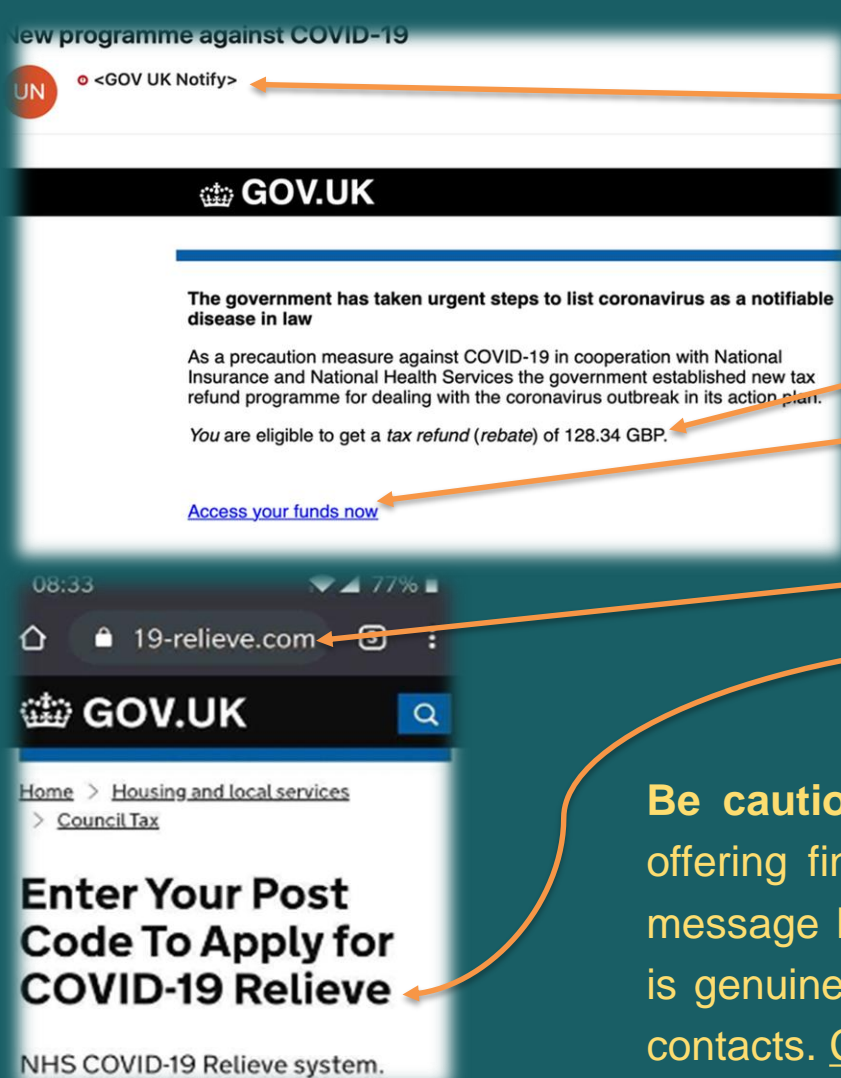 New programme against COVID-19
UN
<GOV UK Notify>
GOV.UK
The government has taken urgent steps to list coronavirus as a notifiable
disease in law
As a precaution measure against COVID-19 in cooperation with National
Insurance and National Health Services the government established new tax
refund programme for dealing with the coronavirus outbreak in its action plan.
You are eligible to get a tax refund (rebate) of 128.34 GBP.
Access your funds now
08:33 77%
19-relieve.com
GOV.UK
Home > Housing and local services
> Council Tax
Enter Your Post
Code To Apply for
COVID-19 Relieve
NHS COVID-19 Relieve system.
Be cautio
offering fin
message
is genuine
contacts.